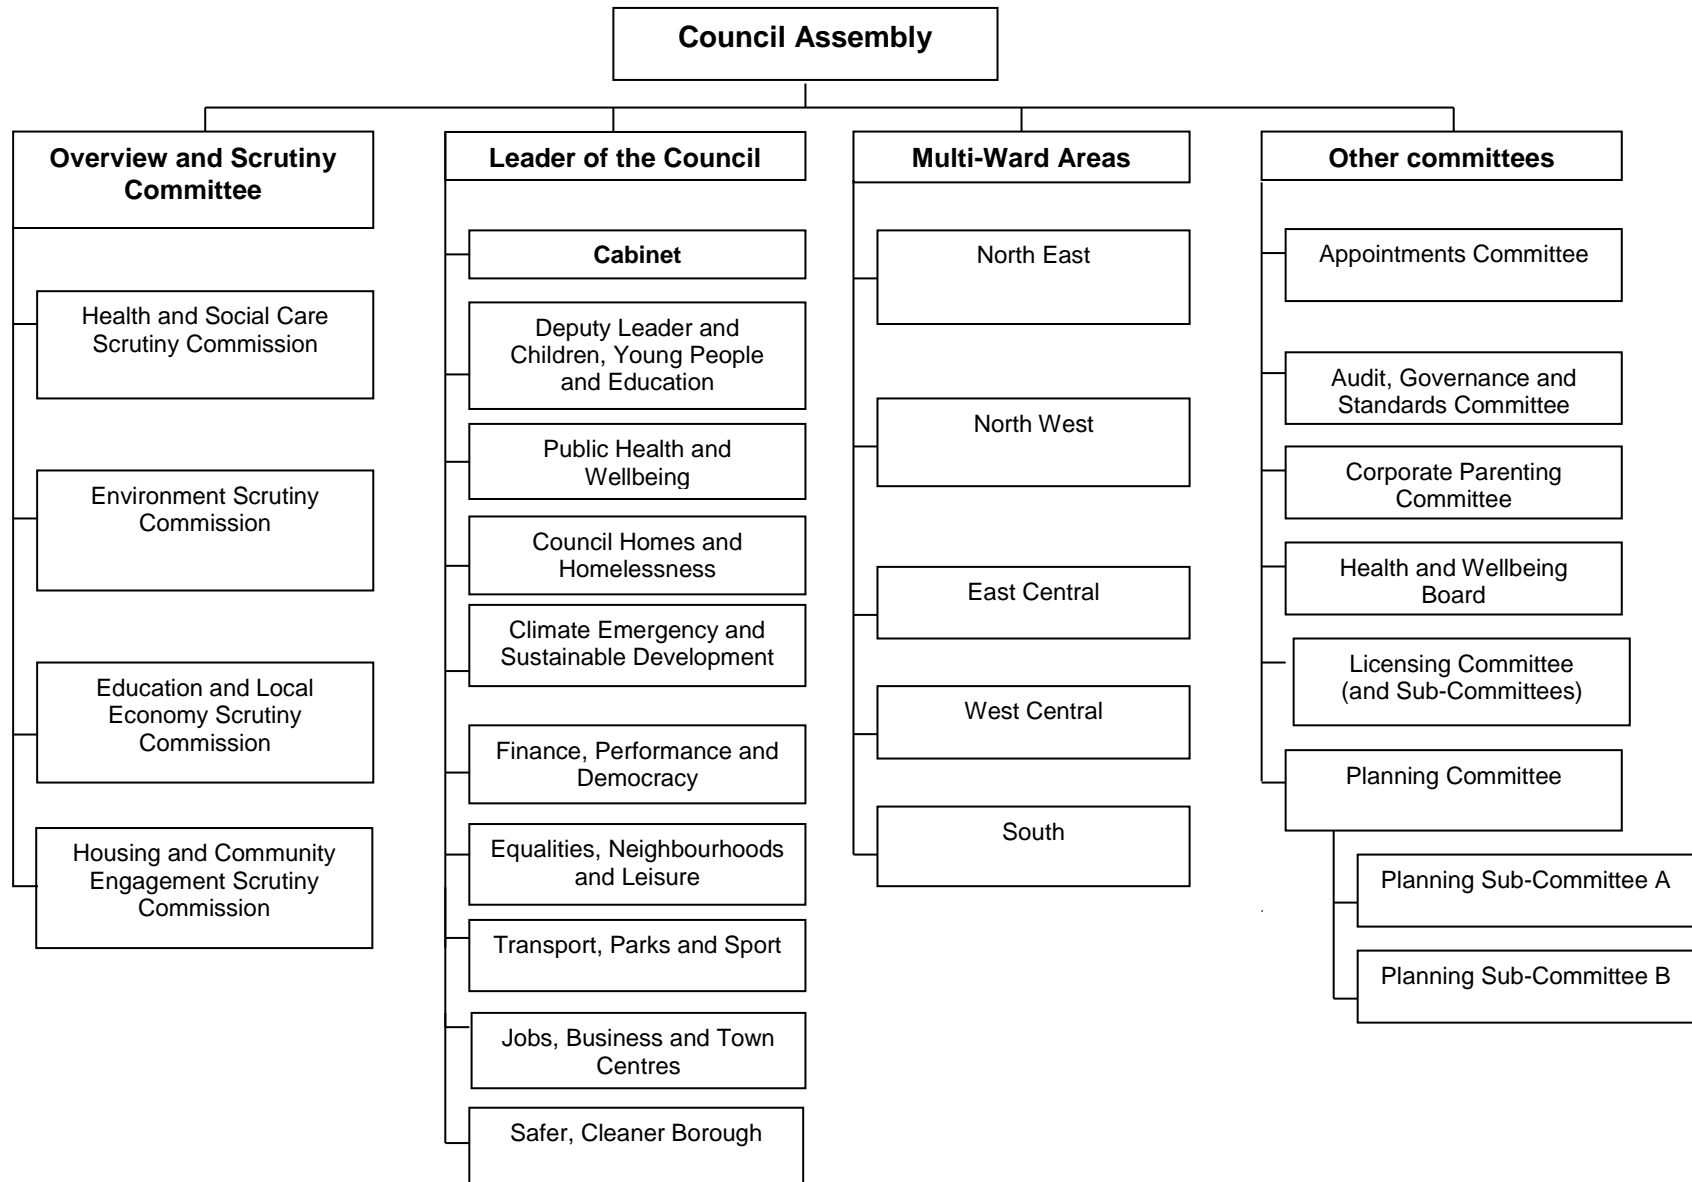 Council Assembly
Overview and Scrutiny
Committee
Health and Social Care
Scrutiny Commission
Environment Scrutiny
Commission
Education and Local
Economy Scrutiny
Commission
Housing and Community
Engagement Scrutiny
Commission
Leader of the Council
Cabinet
Deputy Leader and
Children, Young People
and Education
Public Health and
Wellbeing
Council Homes and
Homelessness
Climate Emergency and
Sustainable Development
Finance, Performance and
Democracy
Equalities, Neighbourhoods
and Leisure
Transport, Parks and Sport
Jobs, Business and Town
Centres
Safer, Cleaner Borough
Multi-Ward Areas
North East
North West
East Central
West Central
South
Other committees
Appointments Committee
Audit, Governance and
Standards Committee
Corporate Parenting
Committee
Health and Wellbeing
Board
Licensing Committee
(and Sub-Committees)
Planning Committee
Planning Sub-Committee A
Planning Sub-Committee B